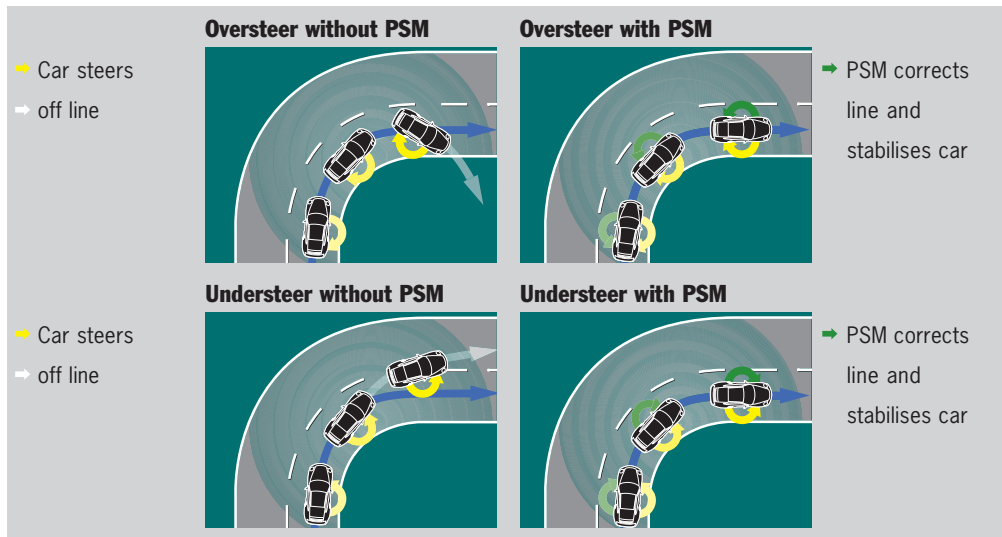 Oversteer without PSM
Oversteer with PSM
Car steers
off line
PSM corrects
line and
stabilises car
Understeer without PSM
Understeer with PSM
Car steers
off line
PSM corrects
line and
stabilises car